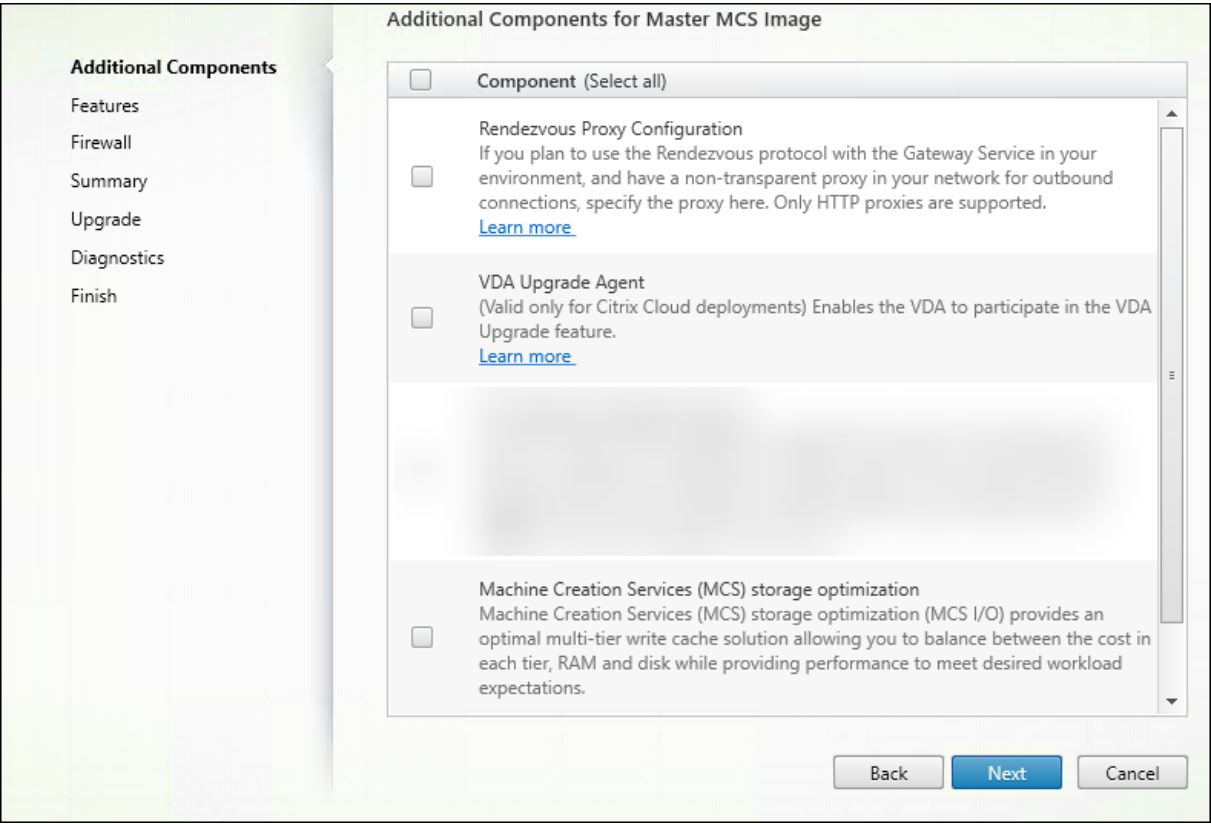 Additional Components for Master MCS Image
Additional Components
Features
Firewall
Summary
Upgrade
Diagnostics
Finish
Component (Select all)
Rendezvous Proxy Configuration
If you plan to use the Rendezvous protocol with the Gateway Service in your
environment, and have a non-transparent proxy in your network for outbound
connections, specify the proxy here. Only HTTP proxies are supported.
Learn more
VDA Upgrade Agent
(Valid only for Citrix Cloud deployments) Enables the VDA to participate in the VDA
Upgrade feature.
Learn more
Machine Creation Services (MCS) storage optimization
Machine Creation Services (MCS) storage optimization (MCS I/O) provides an
optimal multi-tier write cache solution allowing you to balance between the cost in
each tier, RAM and disk while providing performance to meet desired workload
expectations.
Back
Next
Cancel